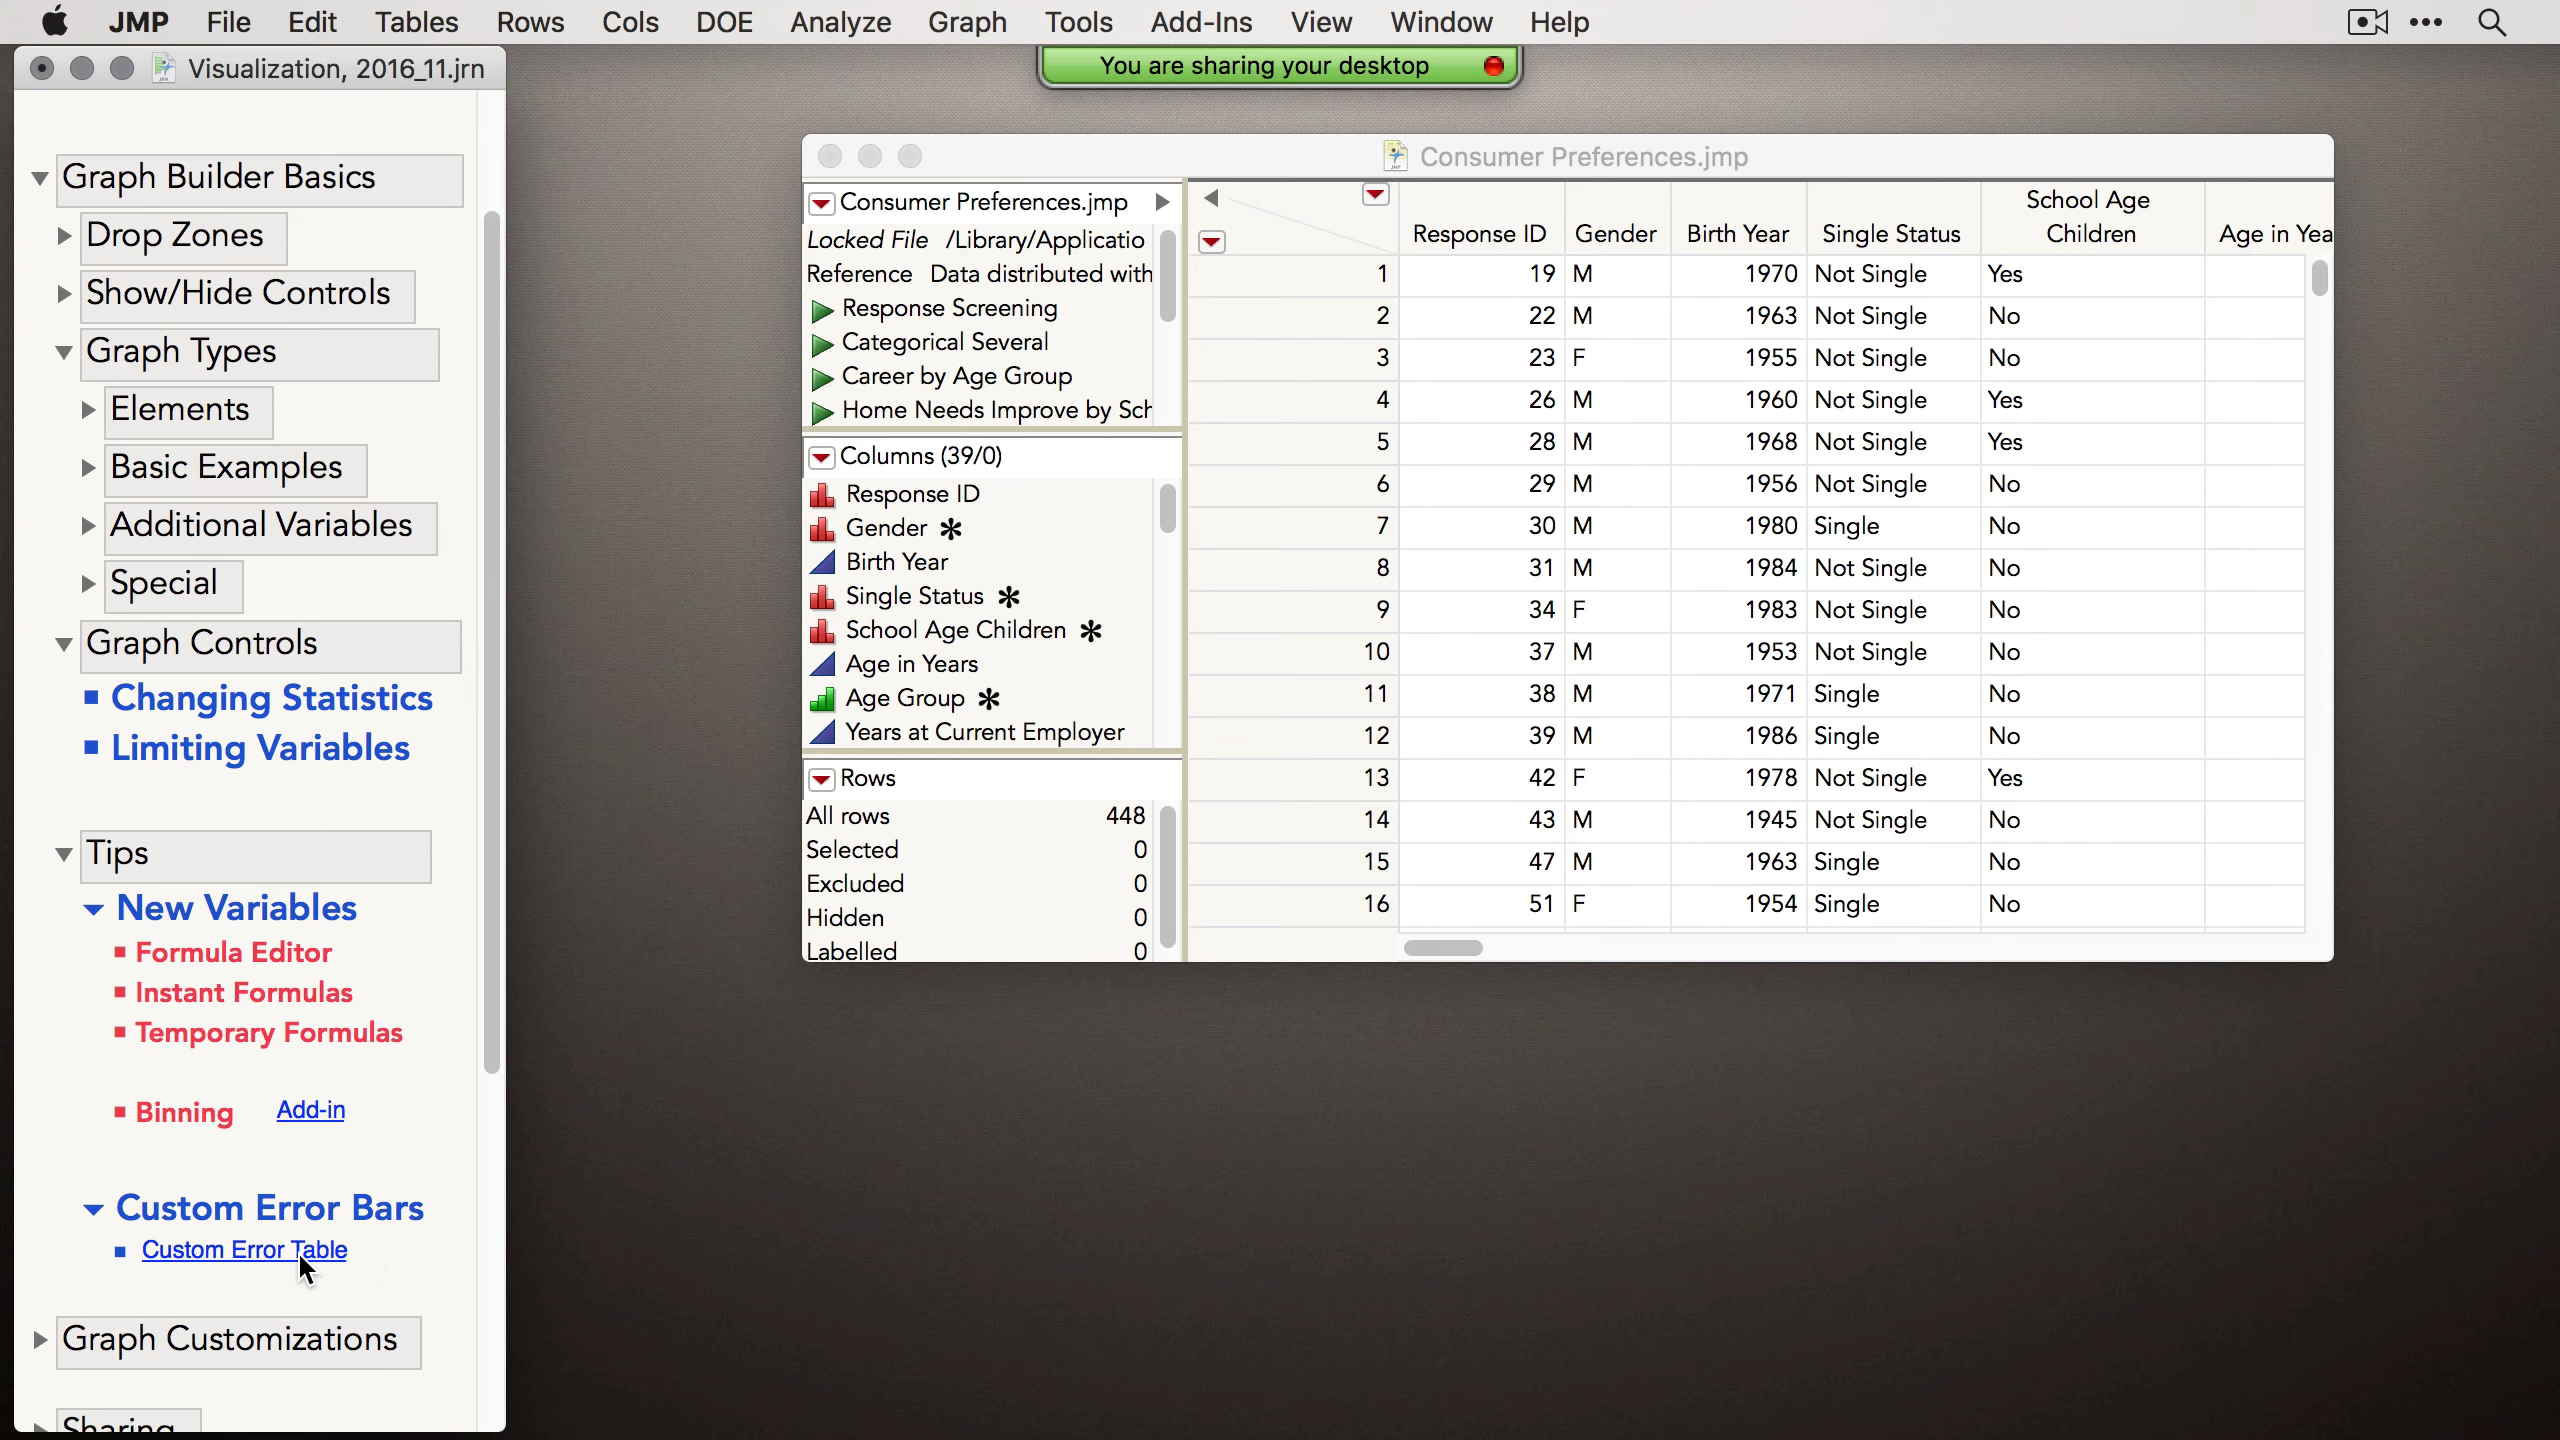 JMP File Edit Tables Rows Cols DOE Analyze Graph Tools Add-Ins View Window Help
You are sharing your desktop
Visualization, 2016_11.jrn
Graph Builder Basics
Drop Zones
Show/Hide Controls
Graph Types
Elements
Basic Examples
Additional Variables
Special
Graph Controls
Changing Statistics
Limiting Variables
Tips
New Variables
Formula Editor
Instant Formulas
Temporary Formulas
Binning Add-in
Custom Error Bars
Custom Error Table
Graph Customizations
Sharing
Consumer Preferences.jmp
Consumer Preferences.jmp
Locked File /Library/Applicatio
Reference Data distributed with
Response Screening
Categorical Several
Career by Age Group
Home Needs Improve by Sch
Columns (39/0)
Response ID
Gender *
Birth Year
Single Status *
School Age Children *
Age in Years
Age Group *
Years at Current Employer
Rows
All rows 448
Selected 0
Excluded 0
Hidden 0
Labelled 0
Response ID Gender Birth Year Single Status School Age Children Age in Yea
1 19 M 1970 Not Single Yes
2 22 M 1963 Not Single No
3 23 F 1955 Not Single No
4 26 M 1960 Not Single Yes
5 28 M 1968 Not Single Yes
6 29 M 1956 Not Single No
7 30 M 1980 Single No
8 31 M 1984 Not Single No
9 34 F 1983 Not Single No
10 37 M 1953 Not Single No
11 38 M 1971 Single No
12 39 M 1986 Single No
13 42 F 1978 Not Single Yes
14 43 M 1945 Not Single No
15 47 M 1963 Single No
16 51 F 1954 Single No